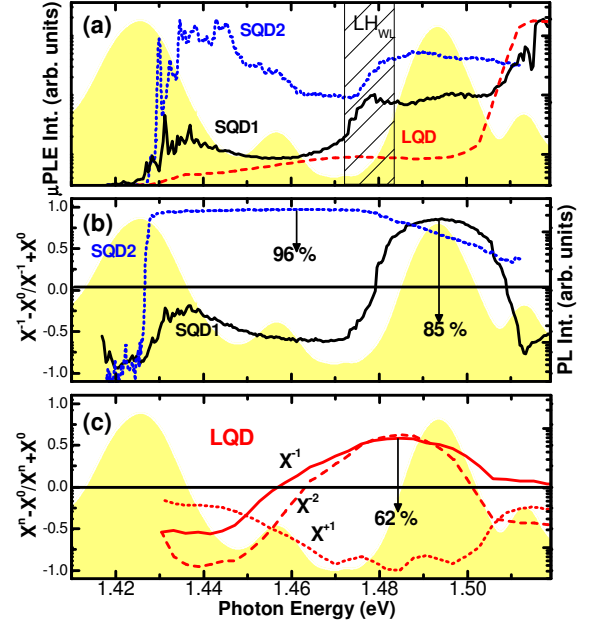 (a)
SQD2
LH_WL
SQD1
LQD
μPLE Int. (arb. units)
(b)
1.0
0.5
0.0
-0.5
-1.0
SQD2
96 %
SQD1
85 %
X⁻¹-X⁰/X⁻¹+X⁰
PL Int. (arb. units)
(c)
1.0
0.5
0.0
-0.5
-1.0
LQD
X⁻¹
X⁻²
X⁺¹
62 %
Xⁿ-X⁰/Xⁿ+X⁰
1.42 1.44 1.46 1.48 1.50
Photon Energy (eV)